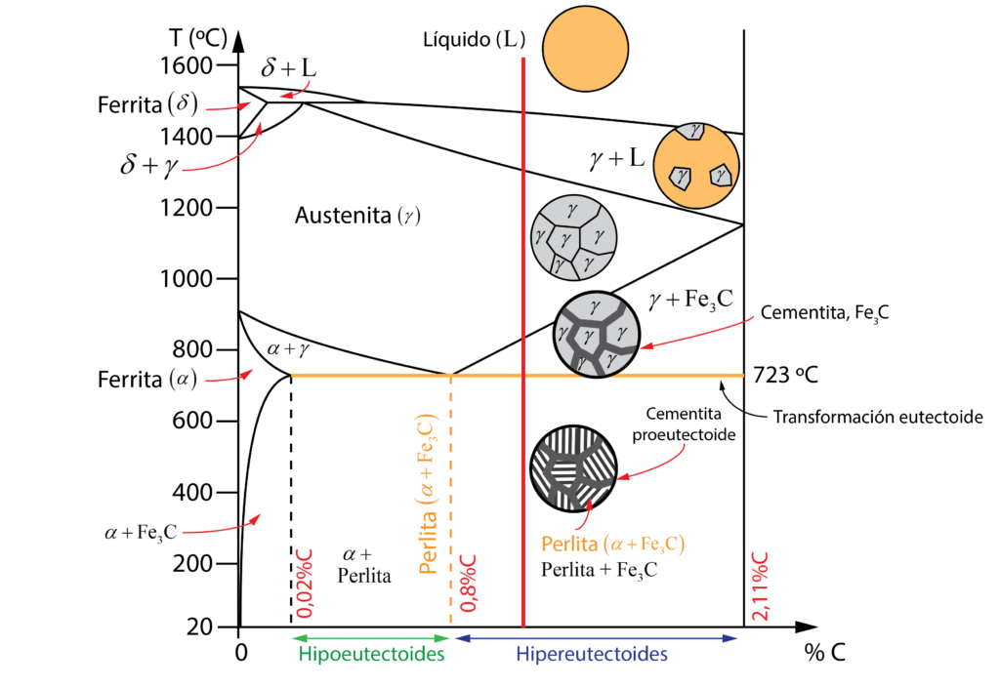 T (ºC)
Líquido (L)
1600
δ + L
Ferrita (δ)
1400
γ
δ + γ
γ + L
γ
γ
1200
Austenita (γ)
γ
γ
γ
γ
γ
γ
1000
γ + Fe₃C
γ
Cementita, Fe₃C
γ
γ
γ
γ
800
α + γ
Ferrita (α)
723 ºC
Transformación eutectoide
600
Cementita
proeutectoide
Perlita (α + Fe₃C)
400
α + Fe₃C
Perlita (α + Fe₃C)
Perlita + Fe₃C
200
α +
Perlita
0,02%C
0,8%C
2,11%C
20
0
Hipoeutectoides
Hipereutectoides
% C